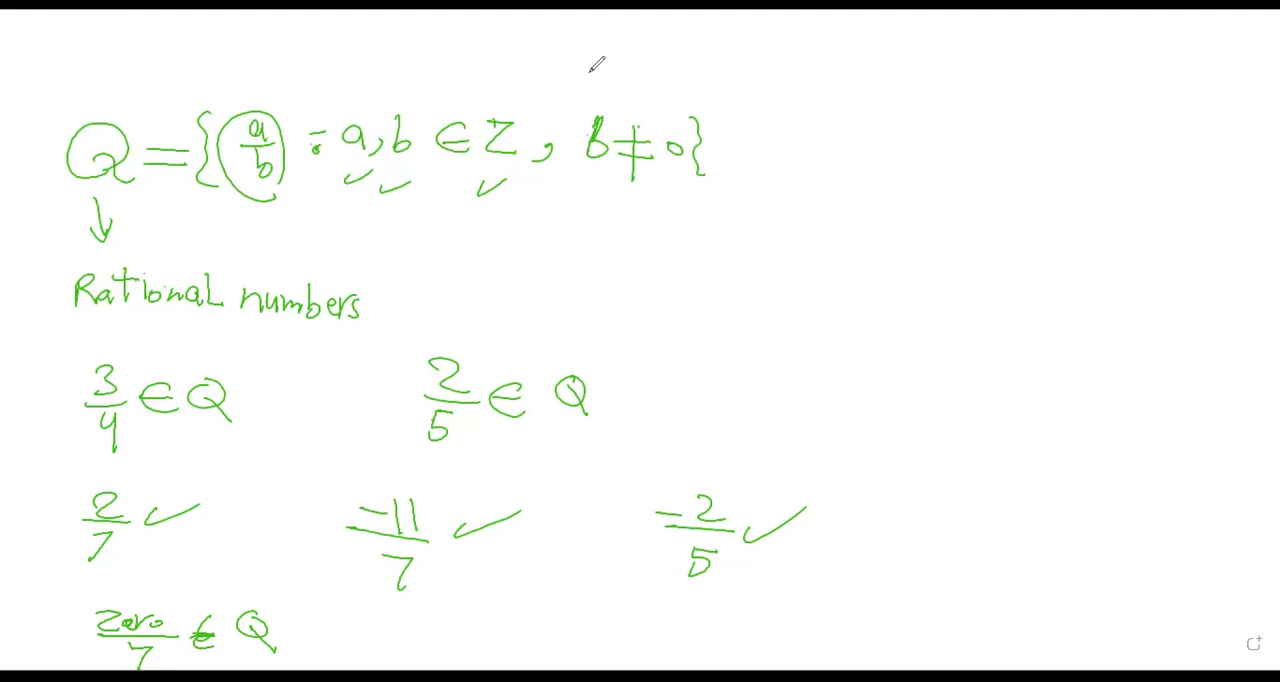 Q = { a/b : a, b ∈ Z, b ≠ 0 }
↓
Rational numbers
3/4 ∈ Q 2/5 ∈ Q
2/7 ✓ -11/7 ✓ -2/5 ✓
Zero/7 ∈ Q